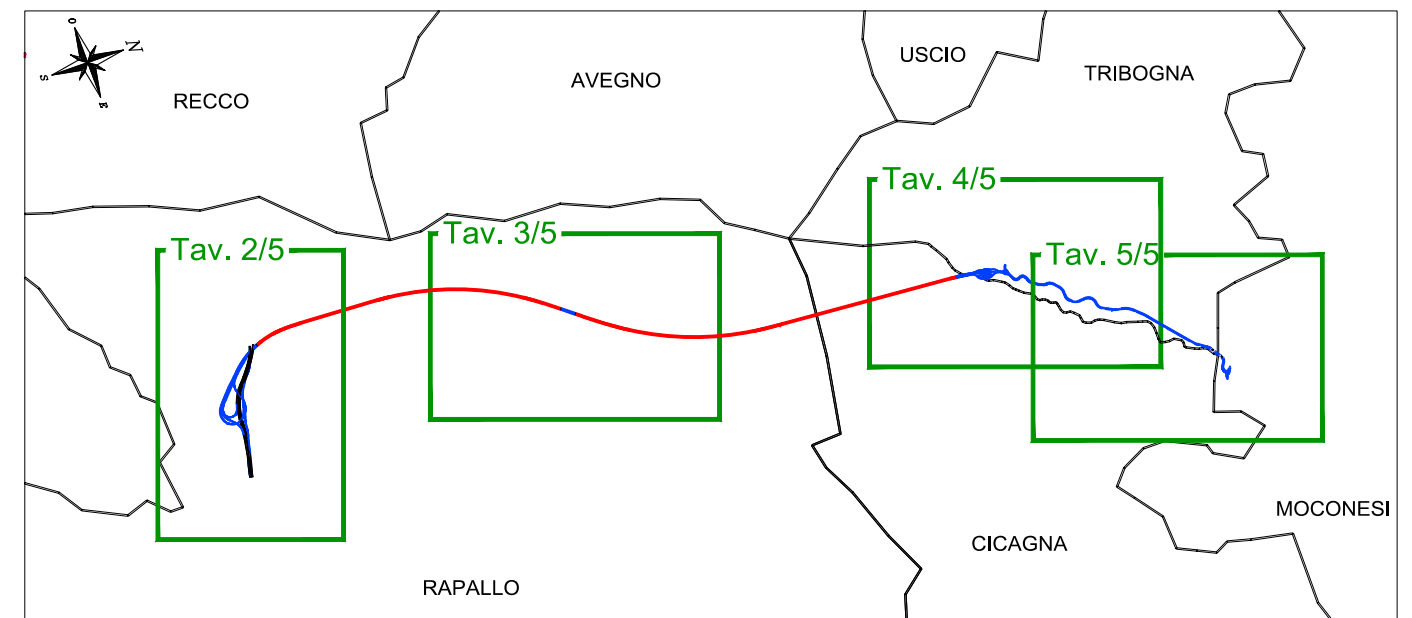 O
N
S
E
USCIO
TRIBOGNA
AVEGNO
RECCO
Tav. 4/5
Tav. 3/5
Tav. 2/5
Tav. 5/5
MOCONESI
CICAGNA
RAPALLO